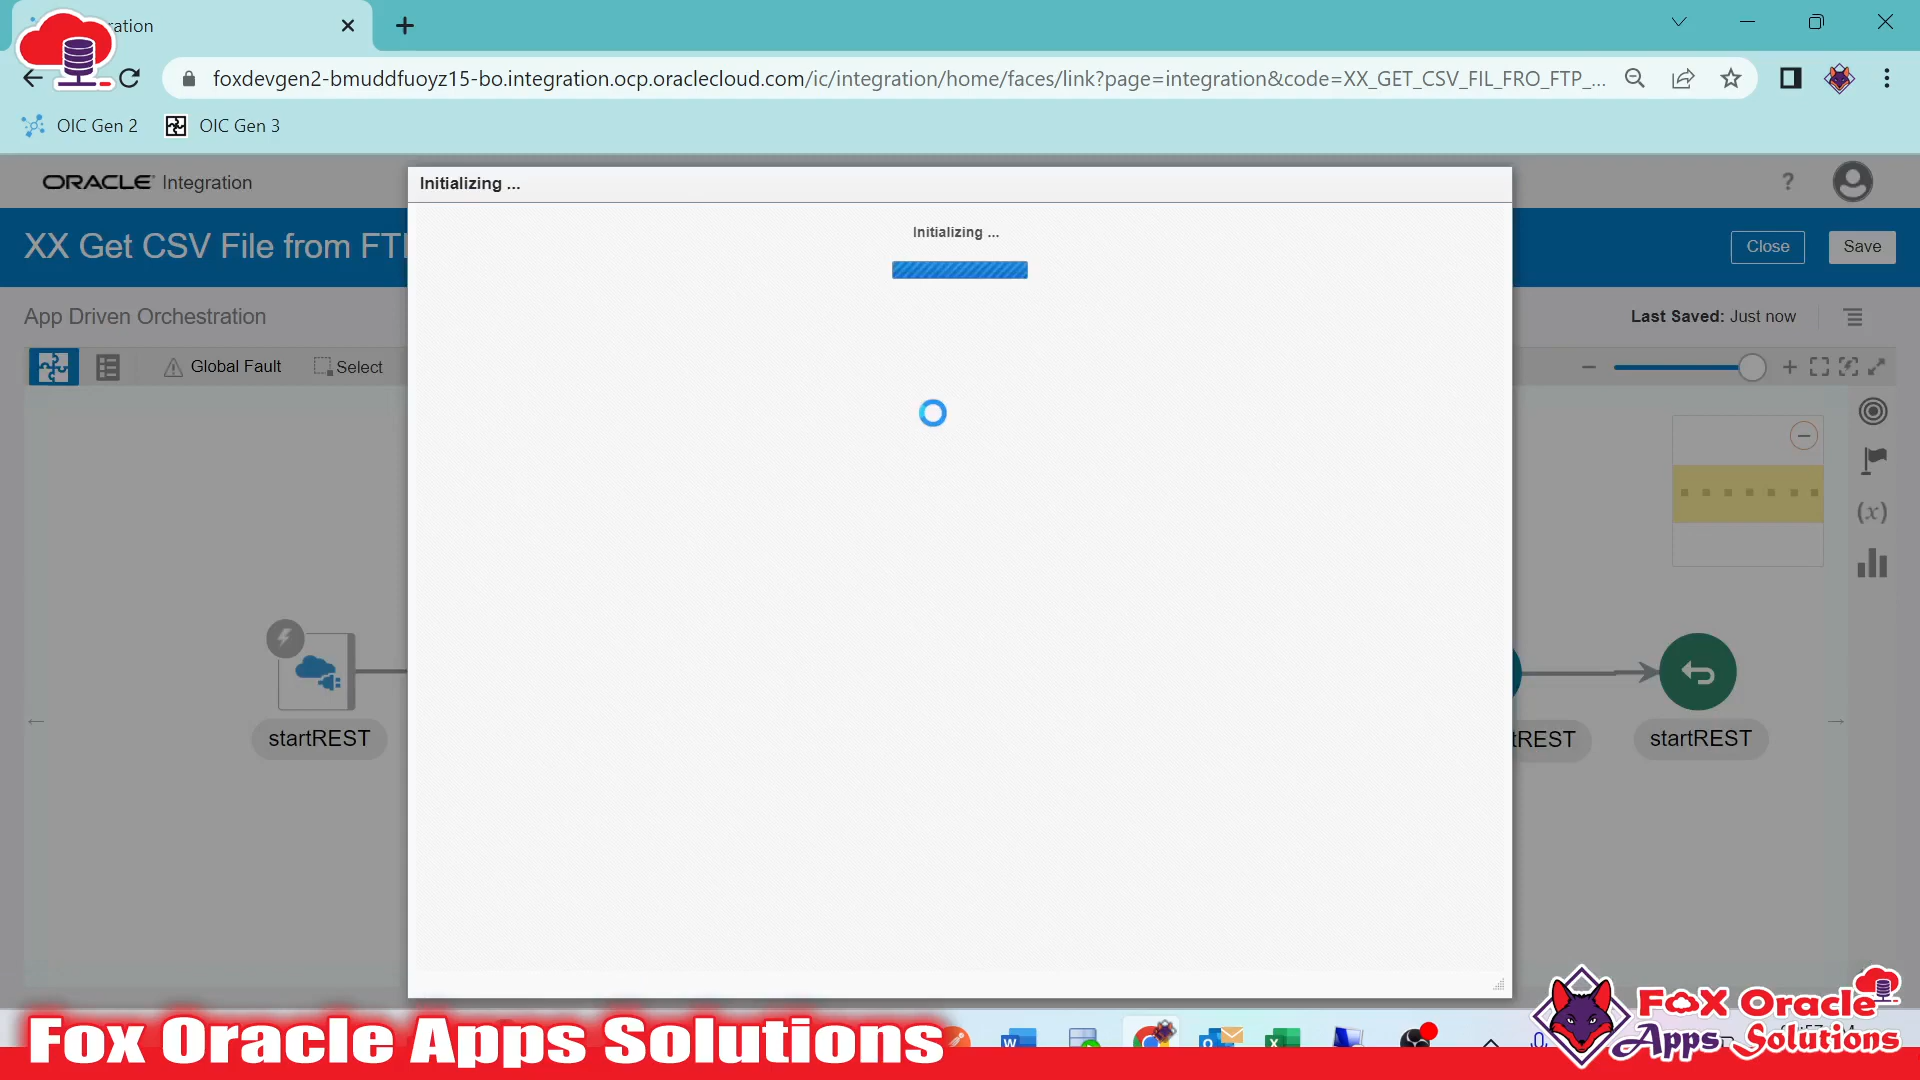 ration
foxdevgen2-bmuddfuoyz15-bo.integration.ocp.oraclecloud.com/ic/integration/home/faces/link?page=integration&code=XX_GET_CSV_FIL_FRO_FTP_...
OIC Gen 2
OIC Gen 3
ORACLE Integration
Initializing ...
?
XX Get CSV File from FT
Initializing ...
Close
Save
App Driven Orchestration
Last Saved: Just now
Global Fault
Select
(x)
startREST
tREST
startREST
Fox Oracle Apps Solutions
Fox Oracle
Apps Solutions